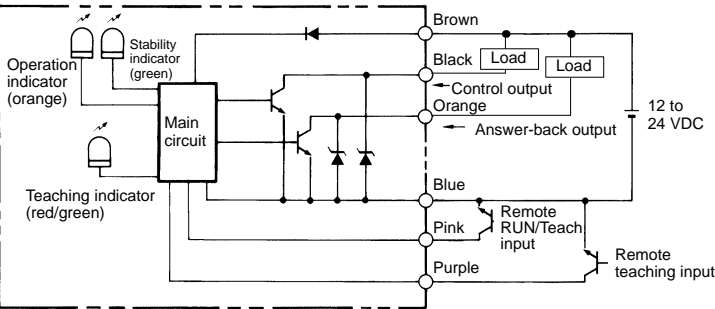 Brown
Stability
indicator
(green)
Operation
indicator
(orange)
Black
Load
Load
Control output
Orange
Main
circuit
12 to
24 VDC
Answer-back output
Teaching indicator
(red/green)
Blue
Pink
Remote
RUN/Teach
input
Purple
Remote
teaching input